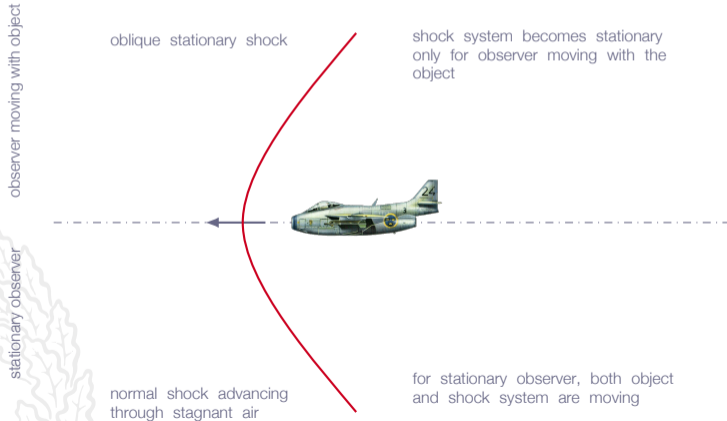 observer moving with object
oblique stationary shock
shock system becomes stationary
only for observer moving with the
object
24
stationary observer
normal shock advancing
through stagnant air
for stationary observer, both object
and shock system are moving